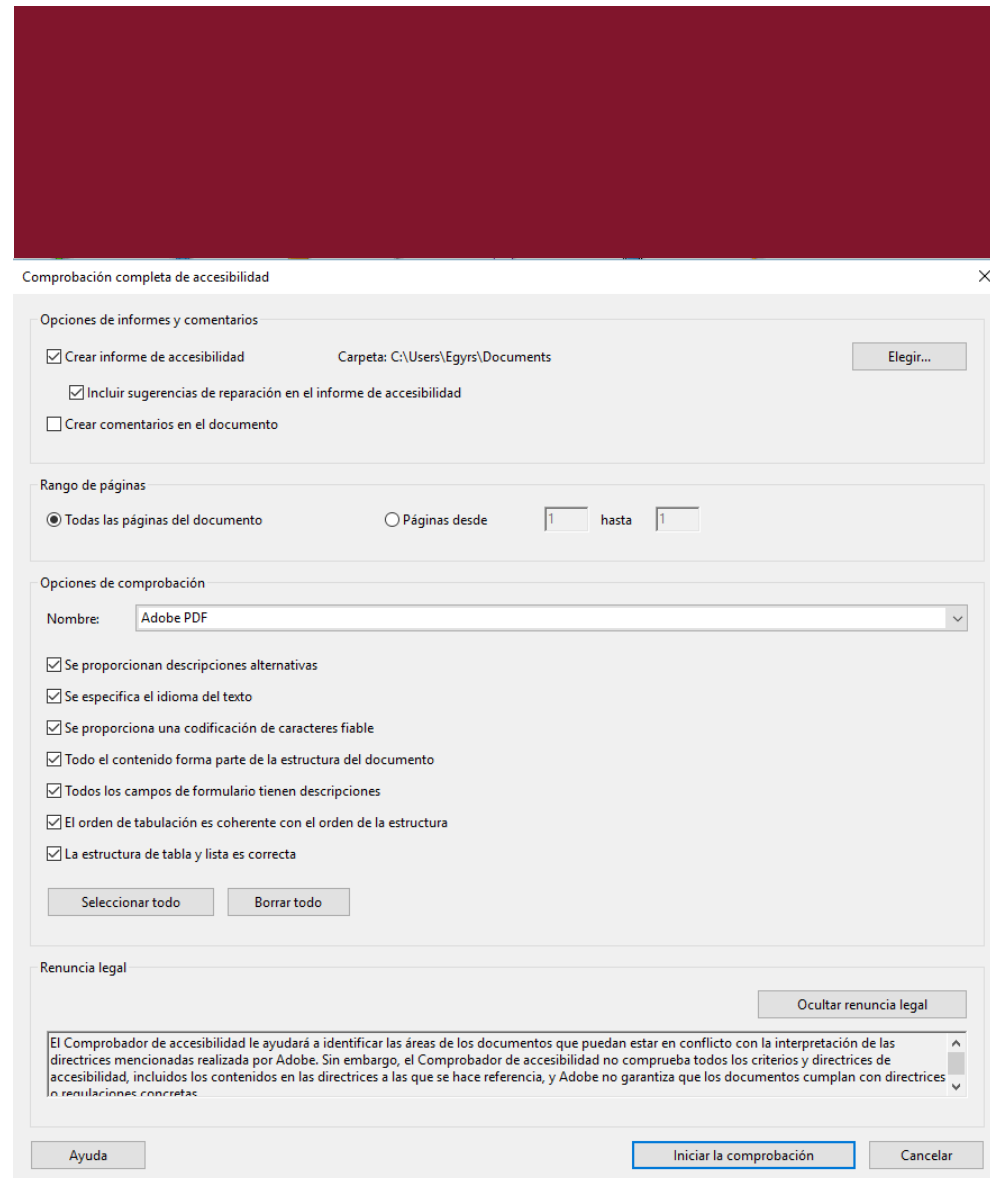 Comprobación completa de accesibilidad
Opciones de informes y comentarios
Crear informe de accesibilidad Carpeta: C:\Users\Egyrs\Documents Elegir...
Incluir sugerencias de reparación en el informe de accesibilidad
Crear comentarios en el documento
Rango de páginas
Todas las páginas del documento Páginas desde 1 hasta 1
Opciones de comprobación
Nombre: Adobe PDF
Se proporcionan descripciones alternativas
Se especifica el idioma del texto
Se proporciona una codificación de caracteres fiable
Todo el contenido forma parte de la estructura del documento
Todos los campos de formulario tienen descripciones
El orden de tabulación es coherente con el orden de la estructura
La estructura de tabla y lista es correcta
Seleccionar todo Borrar todo
Renuncia legal
Ocultar renuncia legal
El Comprobador de accesibilidad le ayudará a identificar las áreas de los documentos que puedan estar en conflicto con la interpretación de las
directrices mencionadas realizada por Adobe. Sin embargo, el Comprobador de accesibilidad no comprueba todos los criterios y directrices de
accesibilidad, incluidos los contenidos en las directrices a las que se hace referencia, y Adobe no garantiza que los documentos cumplan con directrices
o regulaciones concretas
Ayuda Iniciar la comprobación Cancelar